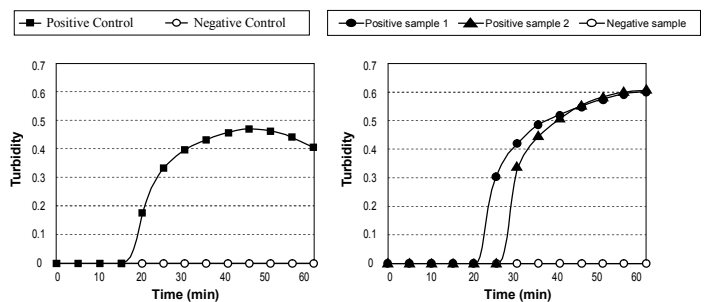 Positive Control Negative Control
Positive sample 1 Positive sample 2 Negative sample
0.7
0.6
0.5
0.4
0.3
0.2
0.1
0
Turbidity
0 10 20 30 40 50 60
Time (min)
0.7
0.6
0.5
0.4
0.3
0.2
0.1
0
Turbidity
0 10 20 30 40 50 60
Time (min)